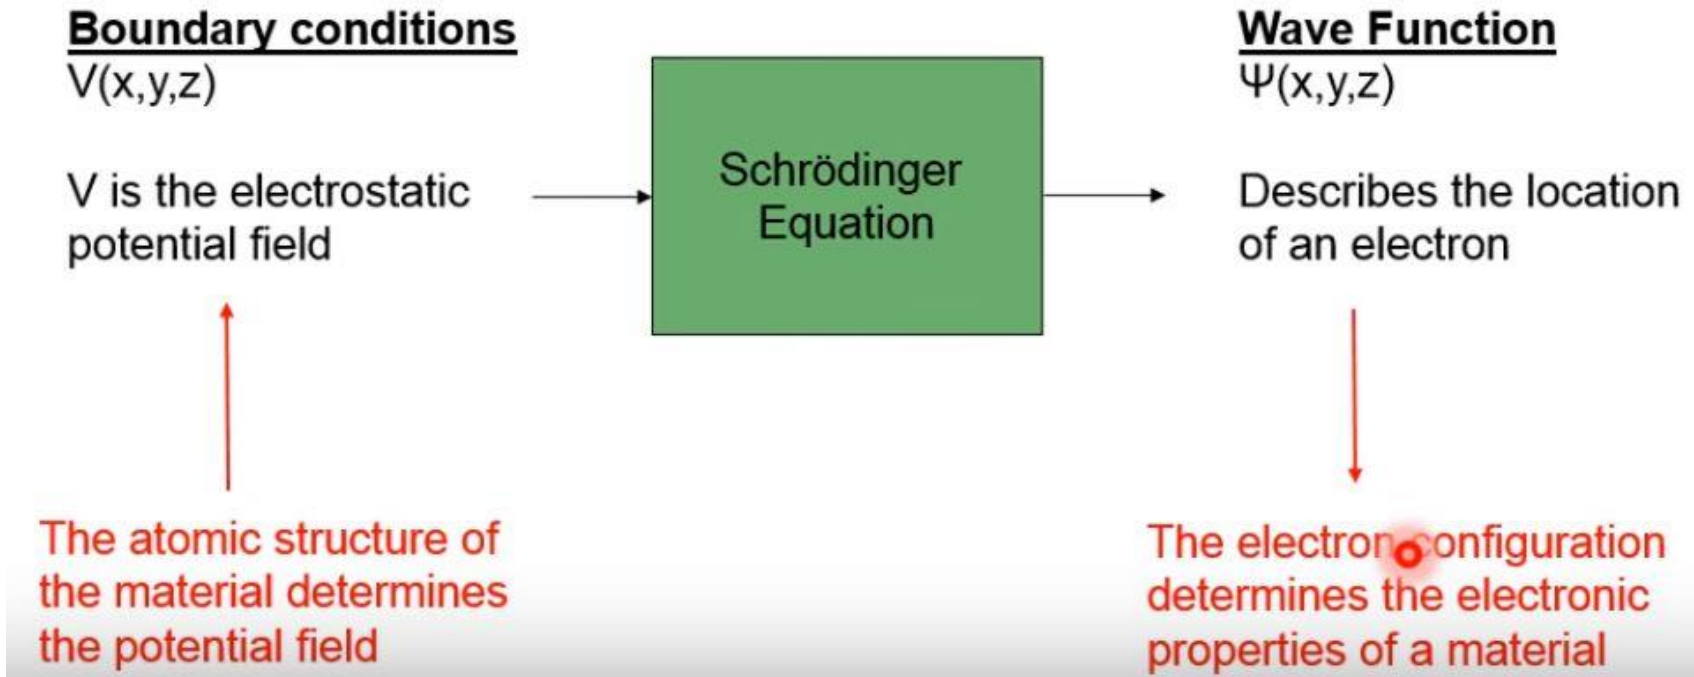 Boundary conditions
V(x,y,z)
V is the electrostatic
potential field
The atomic structure of
the material determines
the potential field
Schrödinger
Equation
Wave Function
Ψ(x,y,z)
Describes the location
of an electron
The electron configuration
determines the electronic
properties of a material